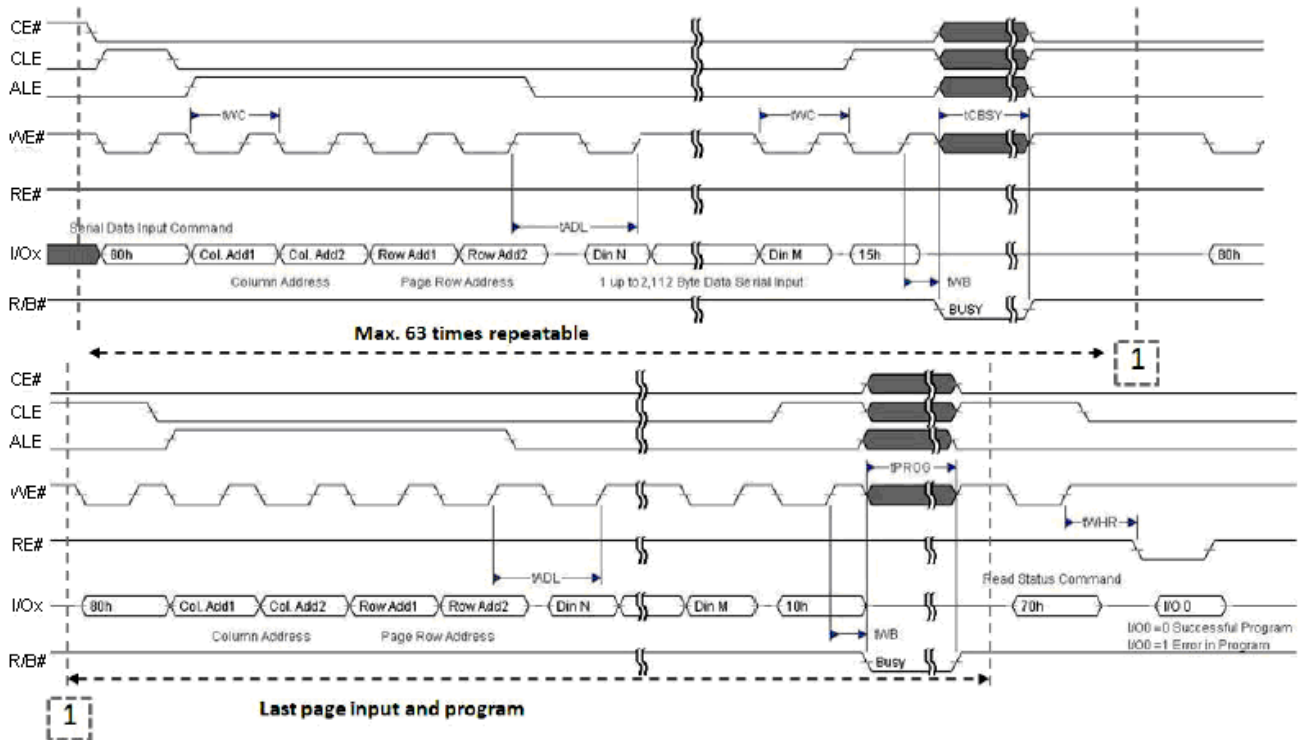 CE#
CLE
ALE
WE# tWC tWC tCBSY
RE#
Serial Data Input Command tADL
I/Ox 80h Col. Add1 Col. Add2 Row Add1 Row Add2 Din N Din M 15h 80h
Column Address Page Row Address 1 up to 2,112 Byte Data Serial Input tWB
R/B# BUSY
Max. 63 times repeatable
1
CE#
CLE
ALE
tPROG
WE#
tWHR
RE#
tADL Read Status Command
I/Ox 80h Col. Add1 Col. Add2 Row Add1 Row Add2 Din N Din M 10h 70h I/O 0
Column Address Page Row Address tWB I/O0 =0 Successful Program
I/O0 =1 Error in Program
R/B# Busy
1 Last page input and program